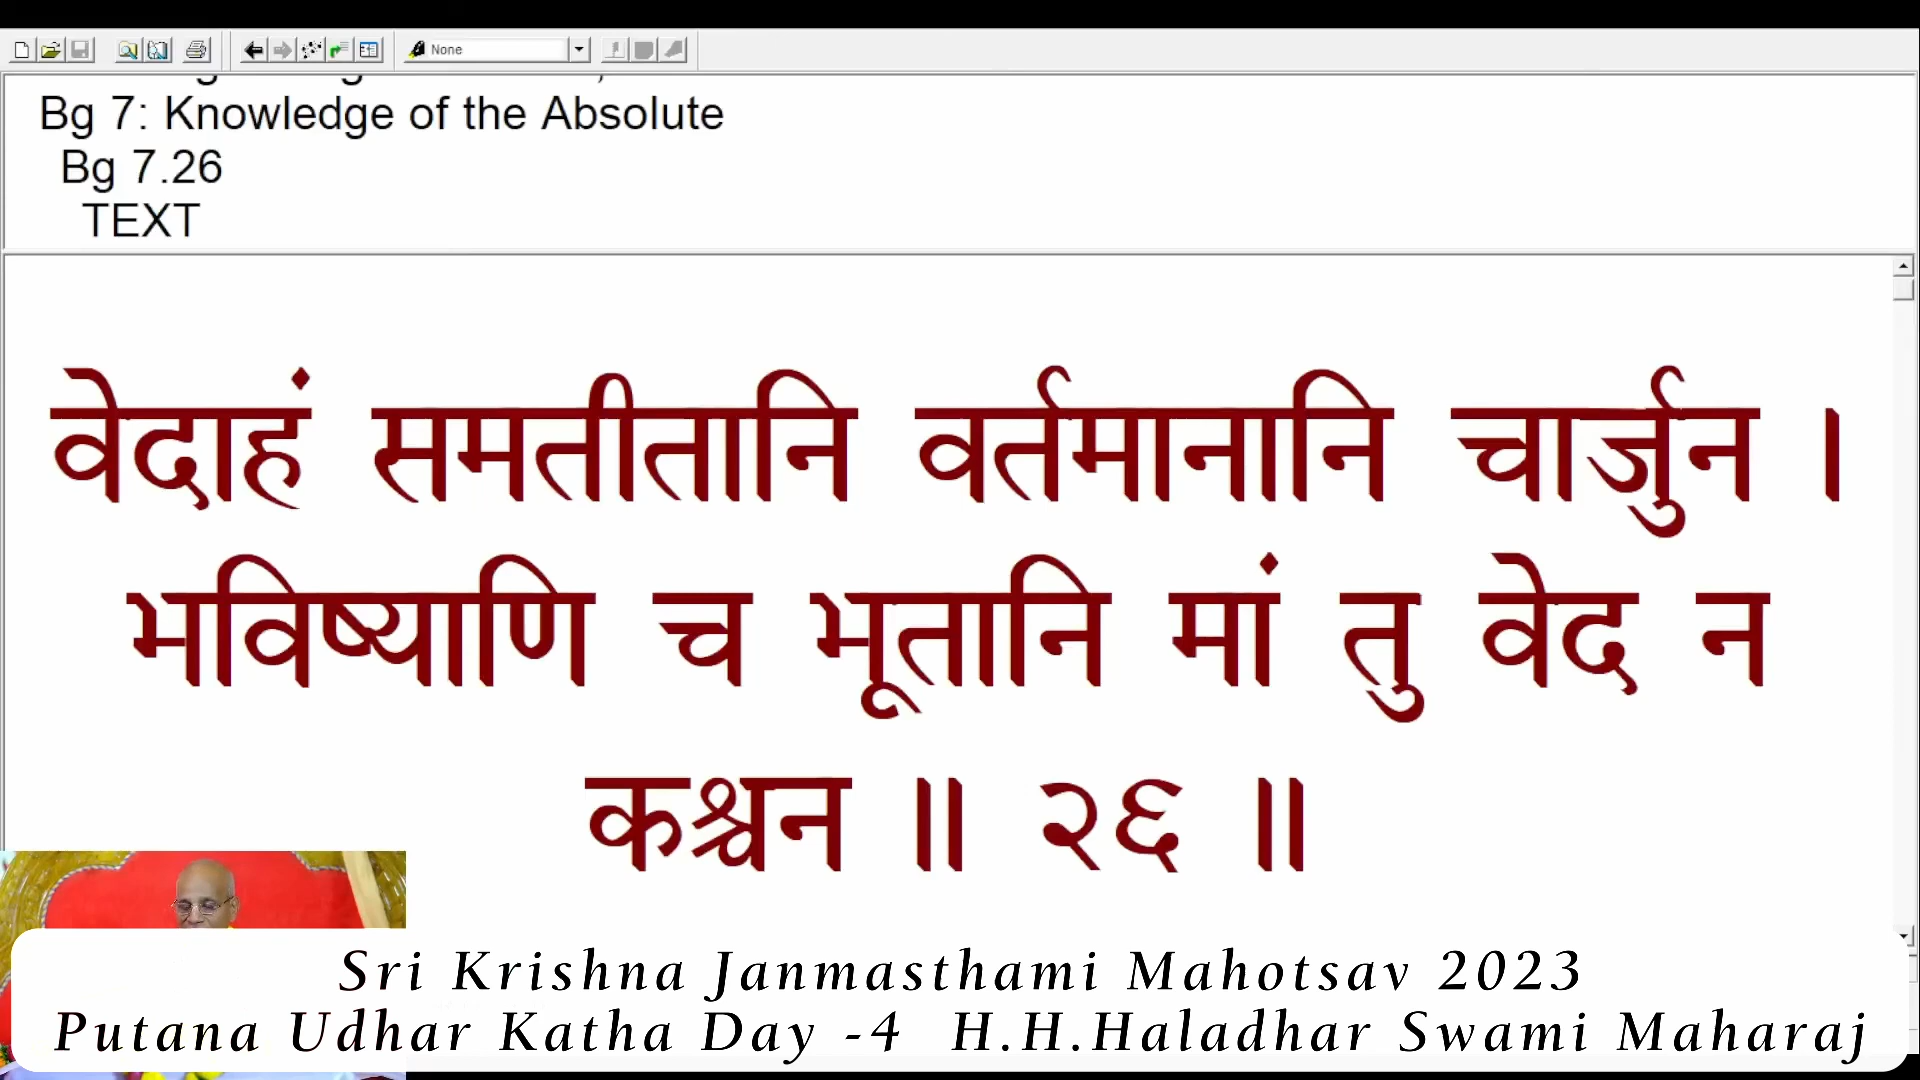 None
Bg 7: Knowledge of the Absolute
Bg 7.26
TEXT
वेदाहं समतीतानि वर्तमानानि चार्जुन ।
भविष्याणि च भूतानि मां तु वेद न
कश्चन ॥ २६ ॥
Sri Krishna Janmasthami Mahotsav 2023
Putana Udhar Katha Day -4 H.H.Haladhar Swami Maharaj